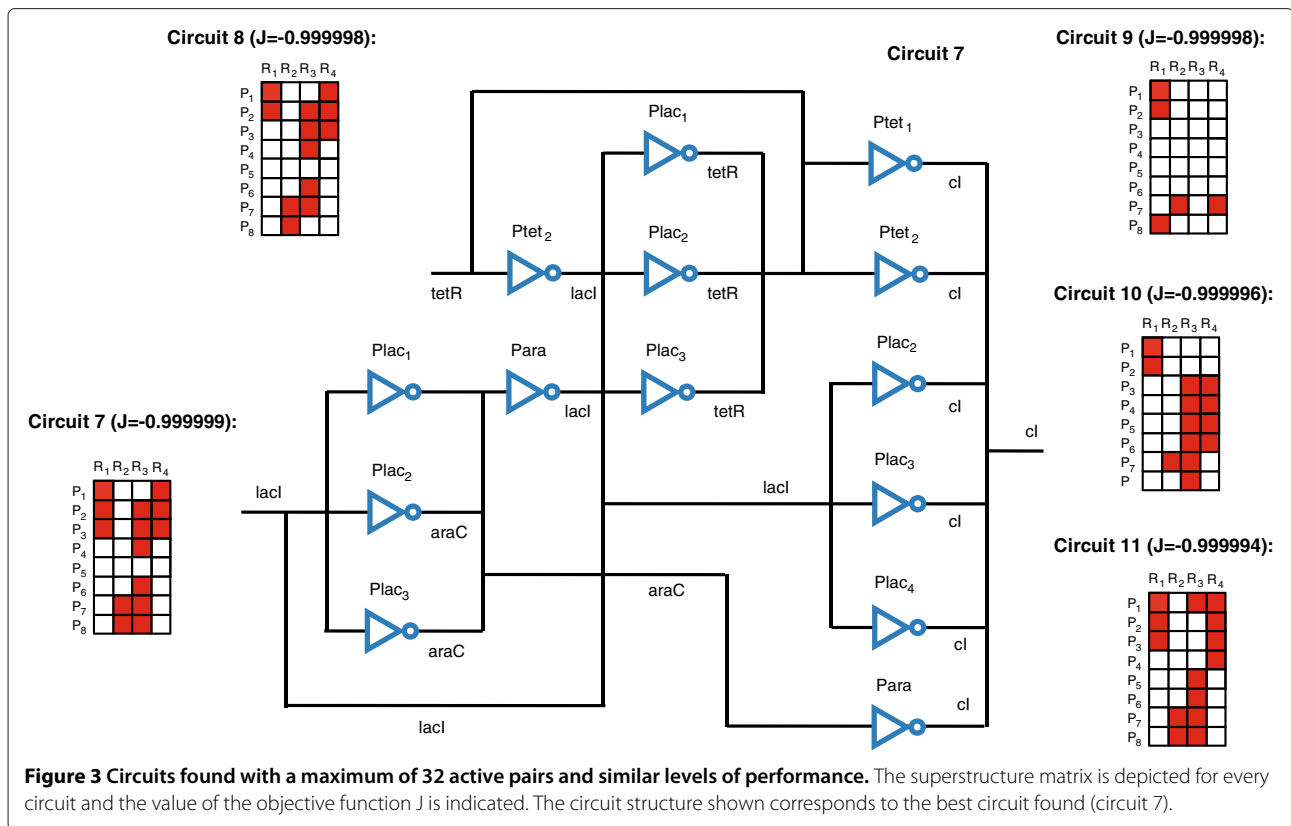 Circuit 8 (J=-0.999998):
R1 R2 R3 R4
P1
P2
P3
P4
P5
P6
P7
P8
Circuit 7
Circuit 9 (J=-0.999998):
R1 R2 R3 R4
P1
P2
P3
P4
P5
P6
P7
P8
Plac1
tetR
Ptet1
cI
Ptet2
tetR
lacI
Plac2
tetR
Ptet2
cI
Circuit 10 (J=-0.999996):
R1 R2 R3 R4
P1
P2
P3
P4
P5
P6
P7
P
Plac1
Para
lacI
Plac3
tetR
Plac2
cI
Circuit 7 (J=-0.999999):
R1 R2 R3 R4
P1
P2
P3
P4
P5
P6
P7
P8
lacI
Plac2
araC
lacI
Plac3
cI
cI
Plac3
araC
araC
Plac4
cI
Circuit 11 (J=-0.999994):
R1 R2 R3 R4
P1
P2
P3
P4
P5
P6
P7
P8
lacI
Para
cI
Figure 3 Circuits found with a maximum of 32 active pairs and similar levels of performance. The superstructure matrix is depicted for every
circuit and the value of the objective function J is indicated. The circuit structure shown corresponds to the best circuit found (circuit 7).